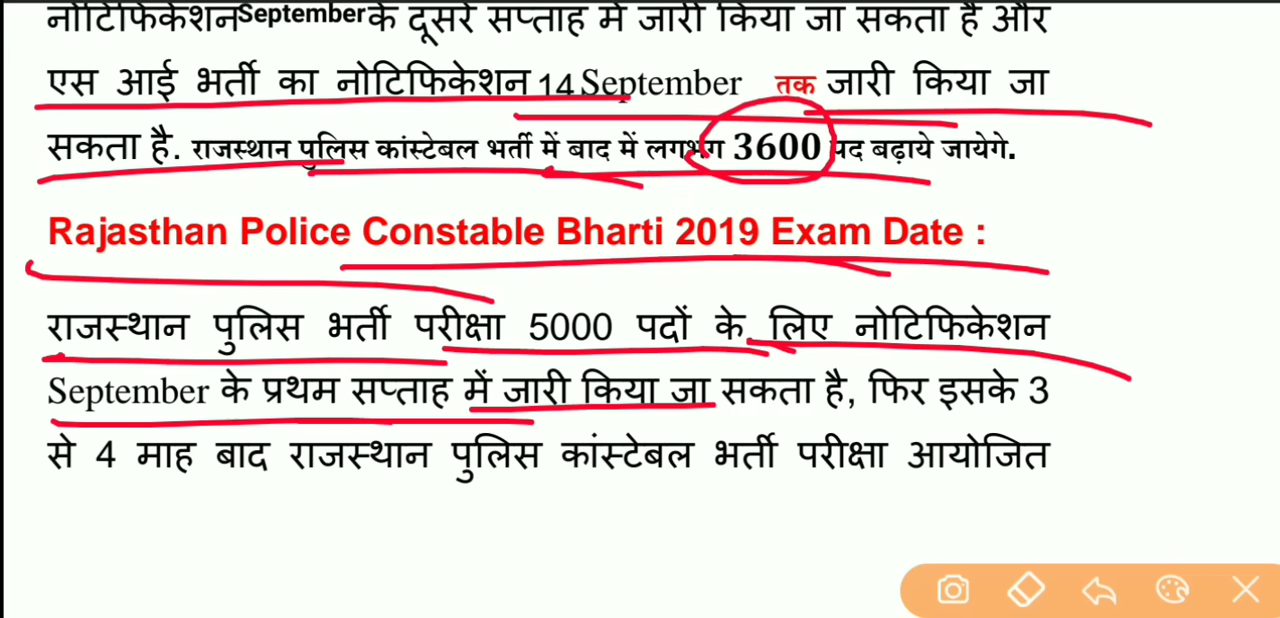 नोटिफिकेशनSeptemberके दूसरे सप्ताह में जारी किया जा सकता है और
एस आई भर्ती का नोटिफिकेशन 14 September तक जारी किया जा
सकता है. राजस्थान पुलिस कांस्टेबल भर्ती में बाद में लगभग 3600 पद बढ़ाये जायेगे.
Rajasthan Police Constable Bharti 2019 Exam Date :
राजस्थान पुलिस भर्ती परीक्षा 5000 पदों के लिए नोटिफिकेशन
September के प्रथम सप्ताह में जारी किया जा सकता है, फिर इसके 3
से 4 माह बाद राजस्थान पुलिस कांस्टेबल भर्ती परीक्षा आयोजित